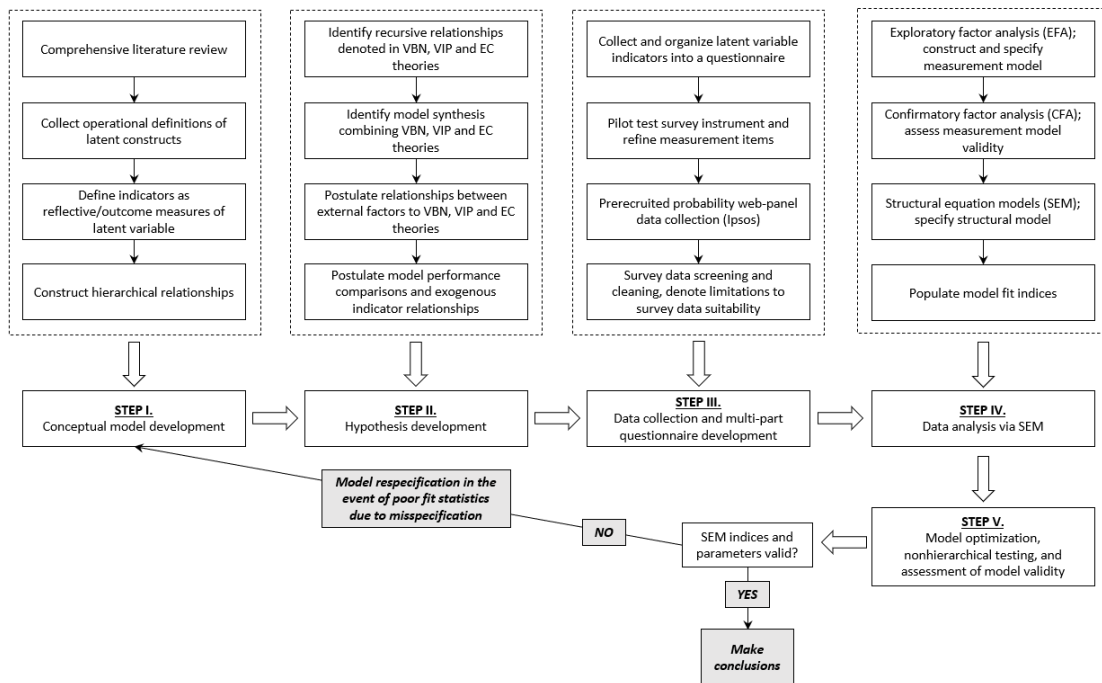 Comprehensive literature review
Collect operational definitions of
latent constructs
Define indicators as
reflective/outcome measures of
latent variable
Construct hierarchical relationships
Identify recursive relationships
denoted in VBN, VIP and EC
theories
Identify model synthesis
combining VBN, VIP and EC
theories
Postulate relationships between
external factors to VBN, VIP and EC
theories
Postulate model performance
comparisons and exogenous
indicator relationships
Collect and organize latent variable
indicators into a questionnaire
Pilot test survey instrument and
refine measurement items
Prerecruited probability web-panel
data collection (Ipsos)
Survey data screening and
cleaning, denote limitations to
survey data suitability
Exploratory factor analysis (EFA);
construct and specify
measurement model
Confirmatory factor analysis (CFA);
assess measurement model
validity
Structural equation models (SEM);
specify structural model
Populate model fit indices
STEP I.
Conceptual model development
STEP II.
Hypothesis development
STEP III.
Data collection and multi-part
questionnaire development
STEP IV.
Data analysis via SEM
STEP V.
Model optimization,
nonhierarchical testing, and
assessment of model validity
SEM indices and
parameters valid?
NO
Model respecification in the
event of poor fit statistics
due to misspecification
YES
Make
conclusions